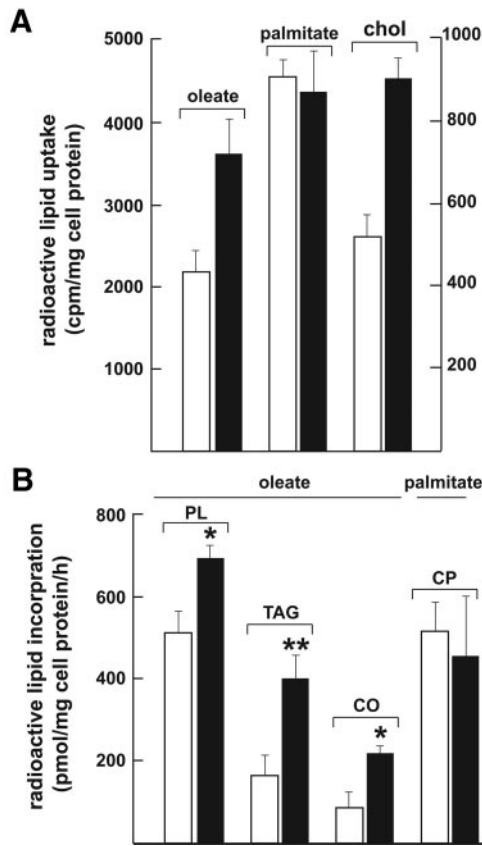 A
radioactive lipid uptake
(cpm/mg cell protein)
5000
4000
3000
2000
1000
oleate
palmitate
chol
1000
800
600
400
200
B
radioactive lipid incorpration
(pmol/mg cell protein/h)
oleate
palmitate
800
600
400
200
PL
*
TAG
**
CO
*
CP